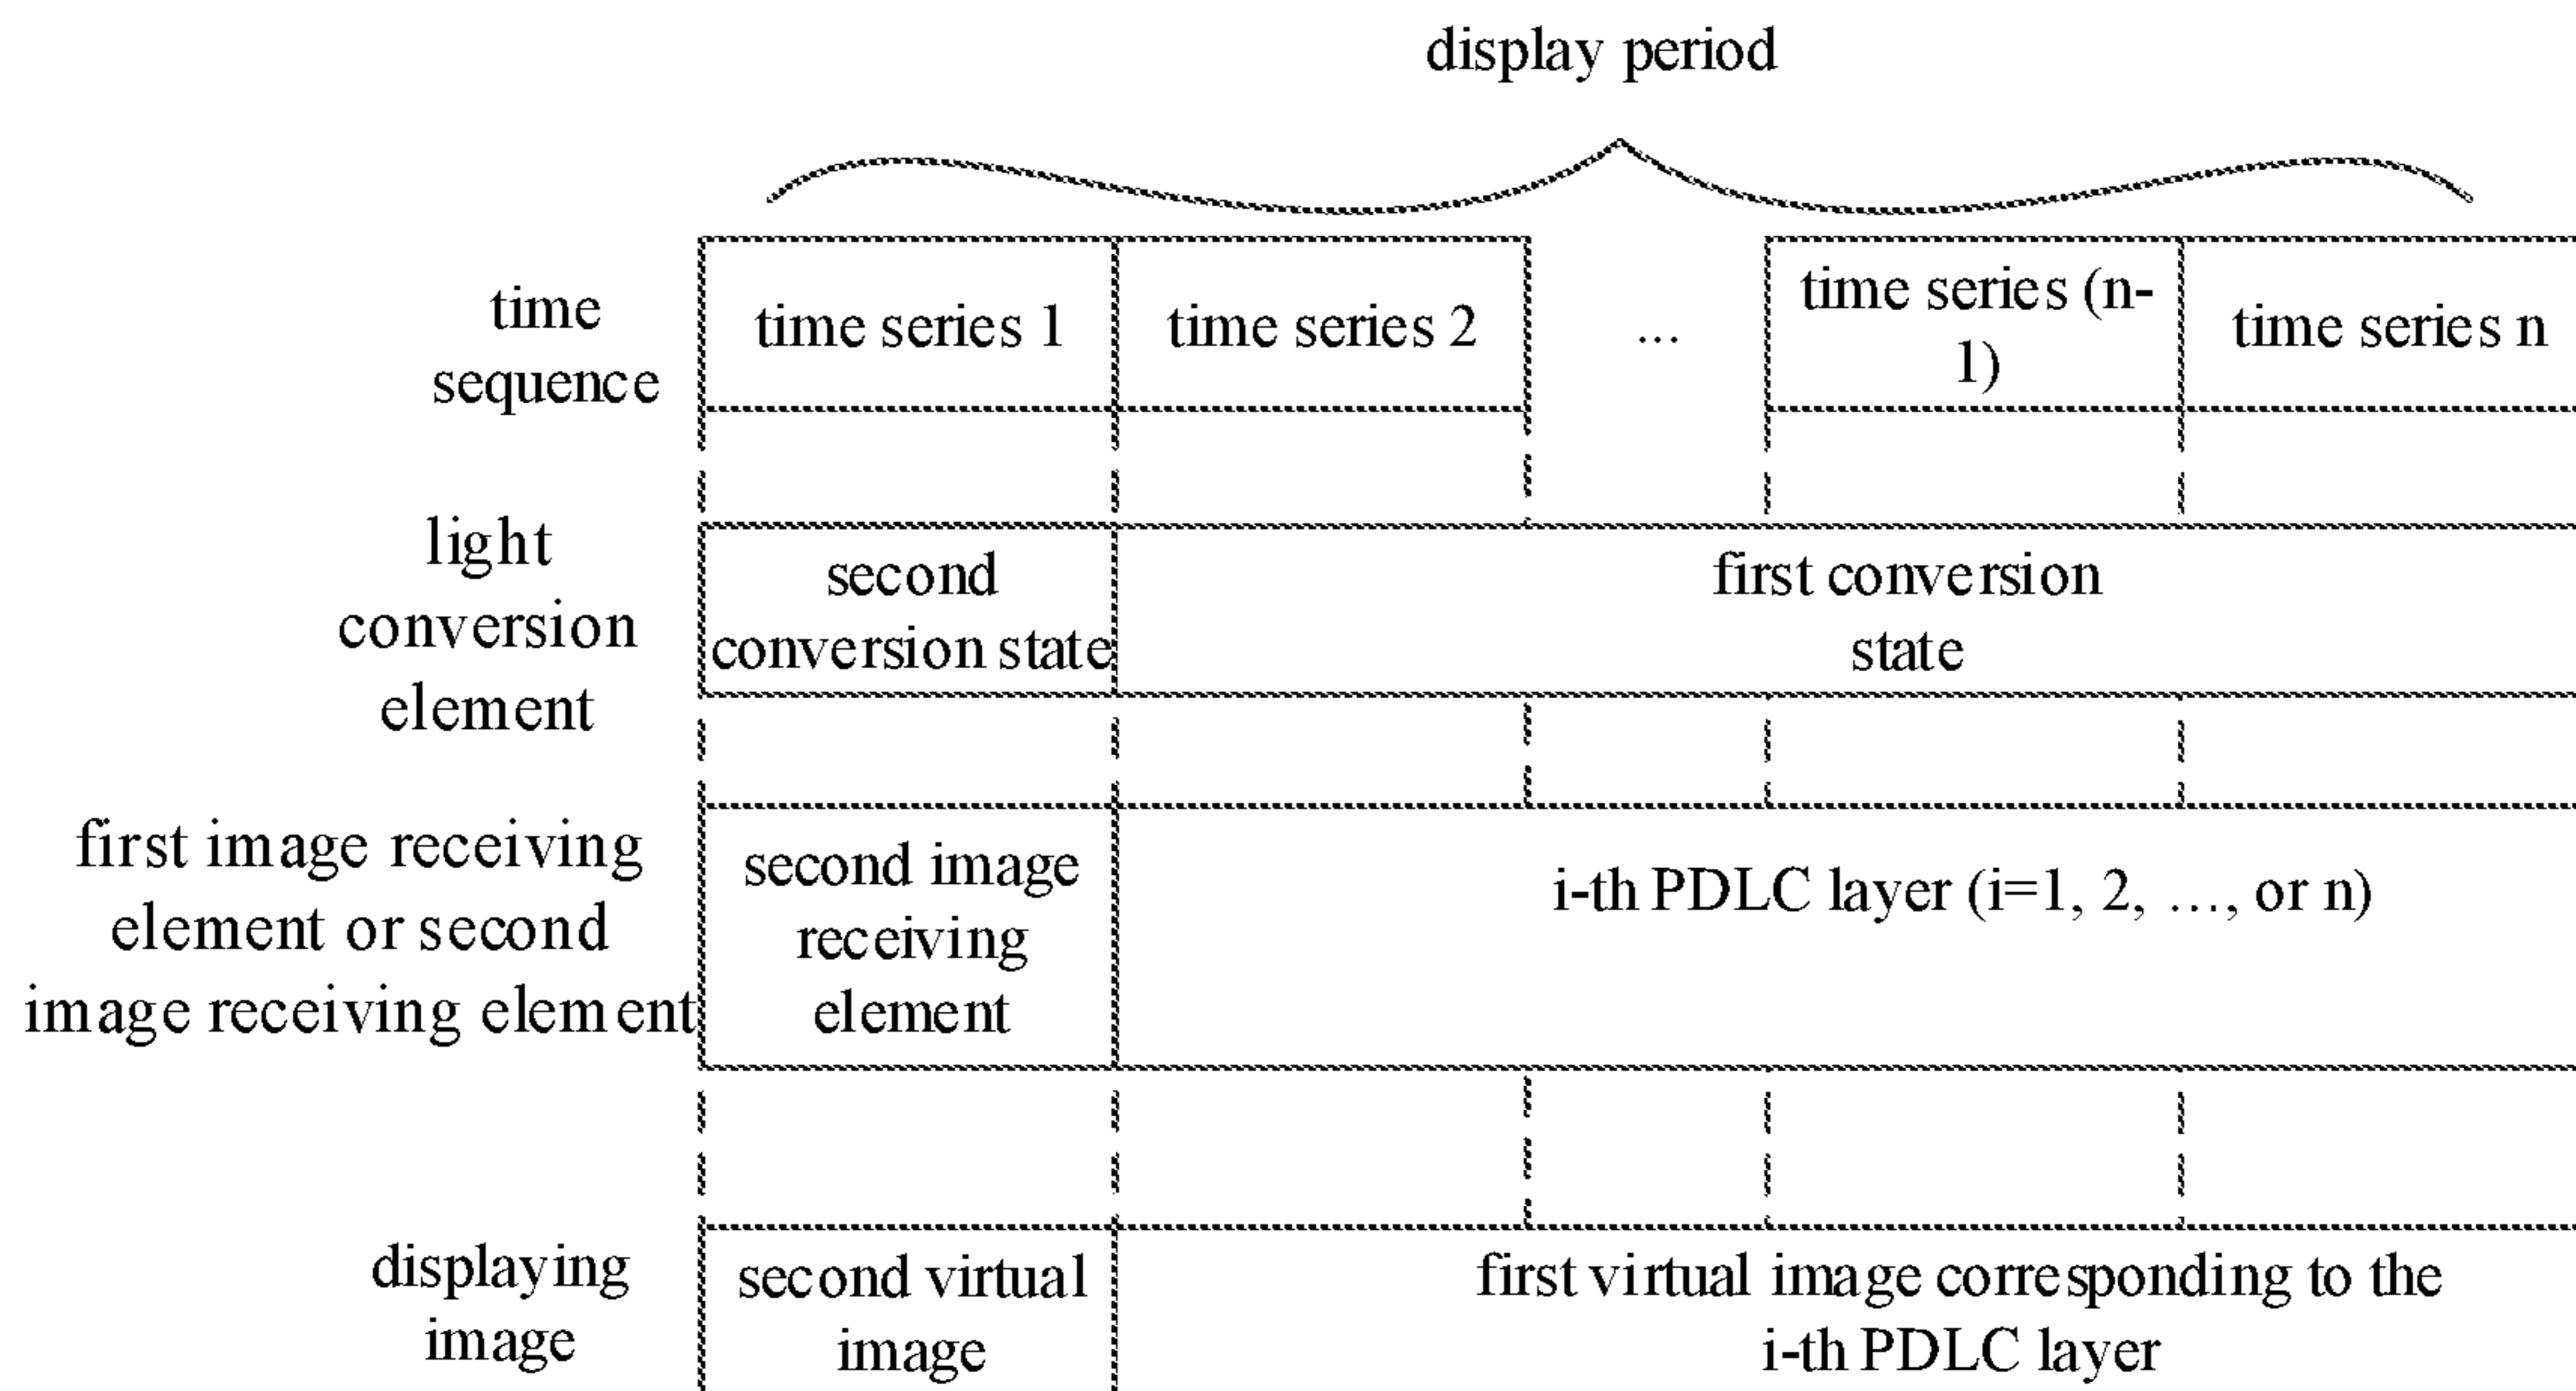 display period
time
sequence
time series 1
time series 2
...
time series (n-
1)
time series n
light
conversion
element
second
conversion state
first conversion
state
first image receiving
element or second
image receiving element
second image
receiving
element
i-th PDLC layer (i=1, 2, ..., or n)
displaying
image
second virtual
image
first virtual image corresponding to the
i-th PDLC layer